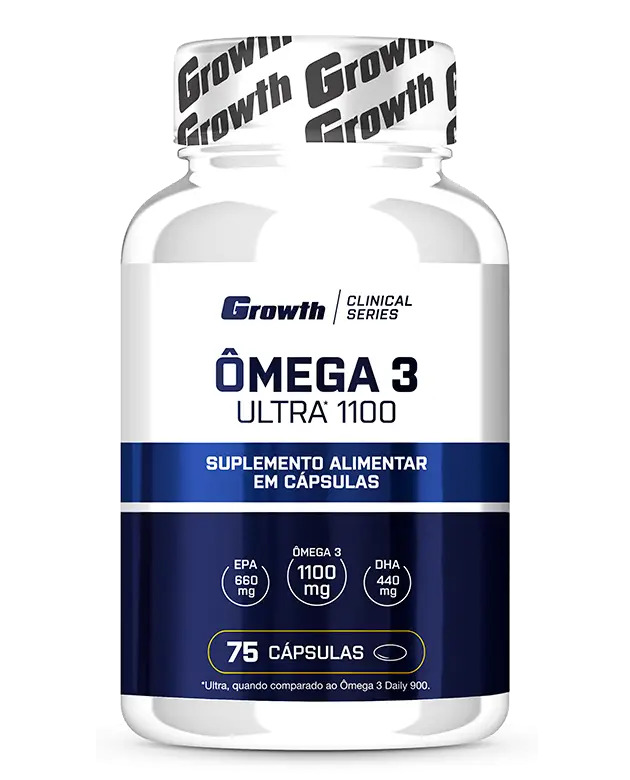 Growth Growth
Growth Growth
Growth | CLINICAL
SERIES
ÔMEGA 3
ULTRA* 1100
SUPLEMENTO ALIMENTAR
EM CÁPSULAS
EPA
660
mg
ÔMEGA 3
1100
mg
DHA
440
mg
75 CÁPSULAS
*Ultra, quando comparado ao Ômega 3 Daily 900.